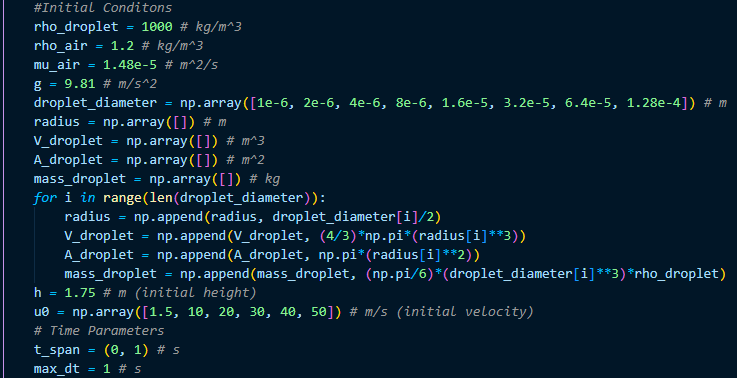 #Initial Conditons
rho_droplet = 1000 # kg/m^3
rho_air = 1.2 # kg/m^3
mu_air = 1.48e-5 # m^2/s
g = 9.81 # m/s^2
droplet_diameter = np.array([1e-6, 2e-6, 4e-6, 8e-6, 1.6e-5, 3.2e-5, 6.4e-5, 1.28e-4]) # m
radius = np.array([]) # m
V_droplet = np.array([]) # m^3
A_droplet = np.array([]) # m^2
mass_droplet = np.array([]) # kg
for i in range(len(droplet_diameter)):
    radius = np.append(radius, droplet_diameter[i]/2)
    V_droplet = np.append(V_droplet, (4/3)*np.pi*(radius[i]**3))
    A_droplet = np.append(A_droplet, np.pi*(radius[i]**2))
    mass_droplet = np.append(mass_droplet, (np.pi/6)*(droplet_diameter[i]**3)*rho_droplet)
h = 1.75 # m (initial height)
u0 = np.array([1.5, 10, 20, 30, 40, 50]) # m/s (initial velocity)
# Time Parameters
t_span = (0, 1) # s
max_dt = 1 # s